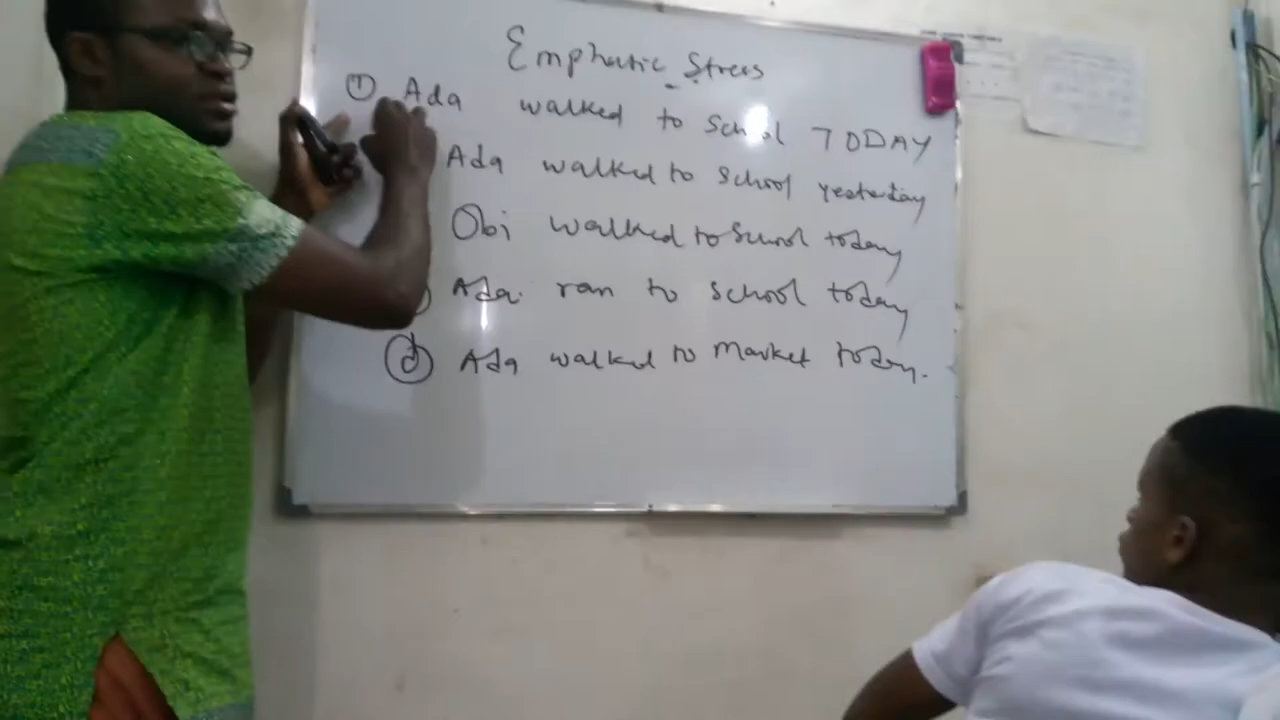 Emphatic Stress
① Ada walked to School TODAY
Ada walked to School yesterday
Obi walked to School today
Ada ran to School today
ⓓ Ada walked to Market today.